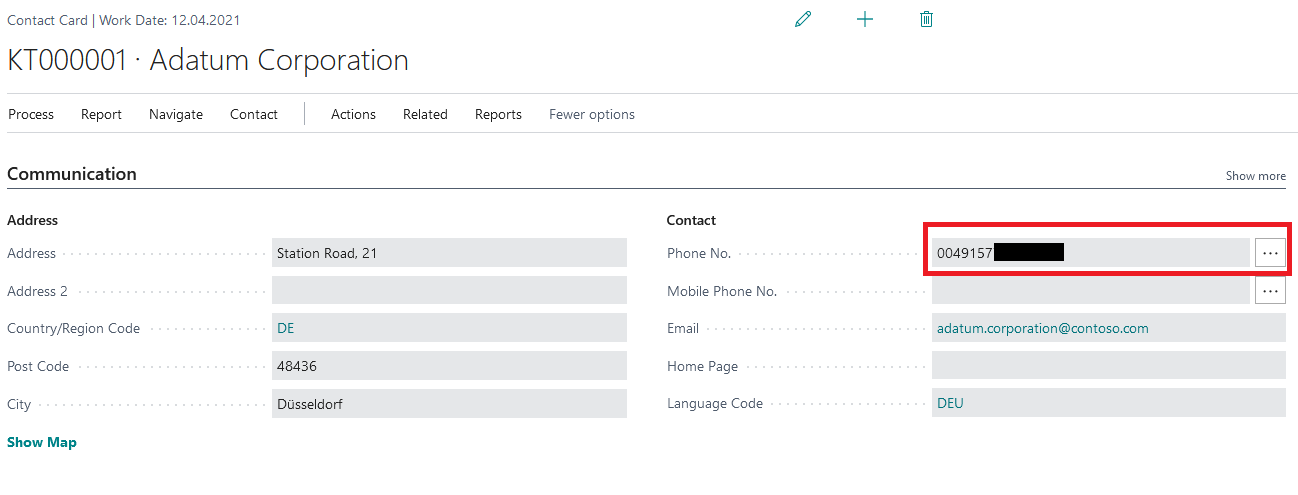 Contact Card | Work Date: 12.04.2021
KT000001 · Adatum Corporation
Process Report Navigate Contact Actions Related Reports Fewer options
Communication Show more
Address
Address Station Road, 21
Address 2
Country/Region Code DE
Post Code 48436
City Düsseldorf
Show Map
Contact
Phone No. 0049157 ...
Mobile Phone No. ...
Email adatum.corporation@contoso.com
Home Page
Language Code DEU